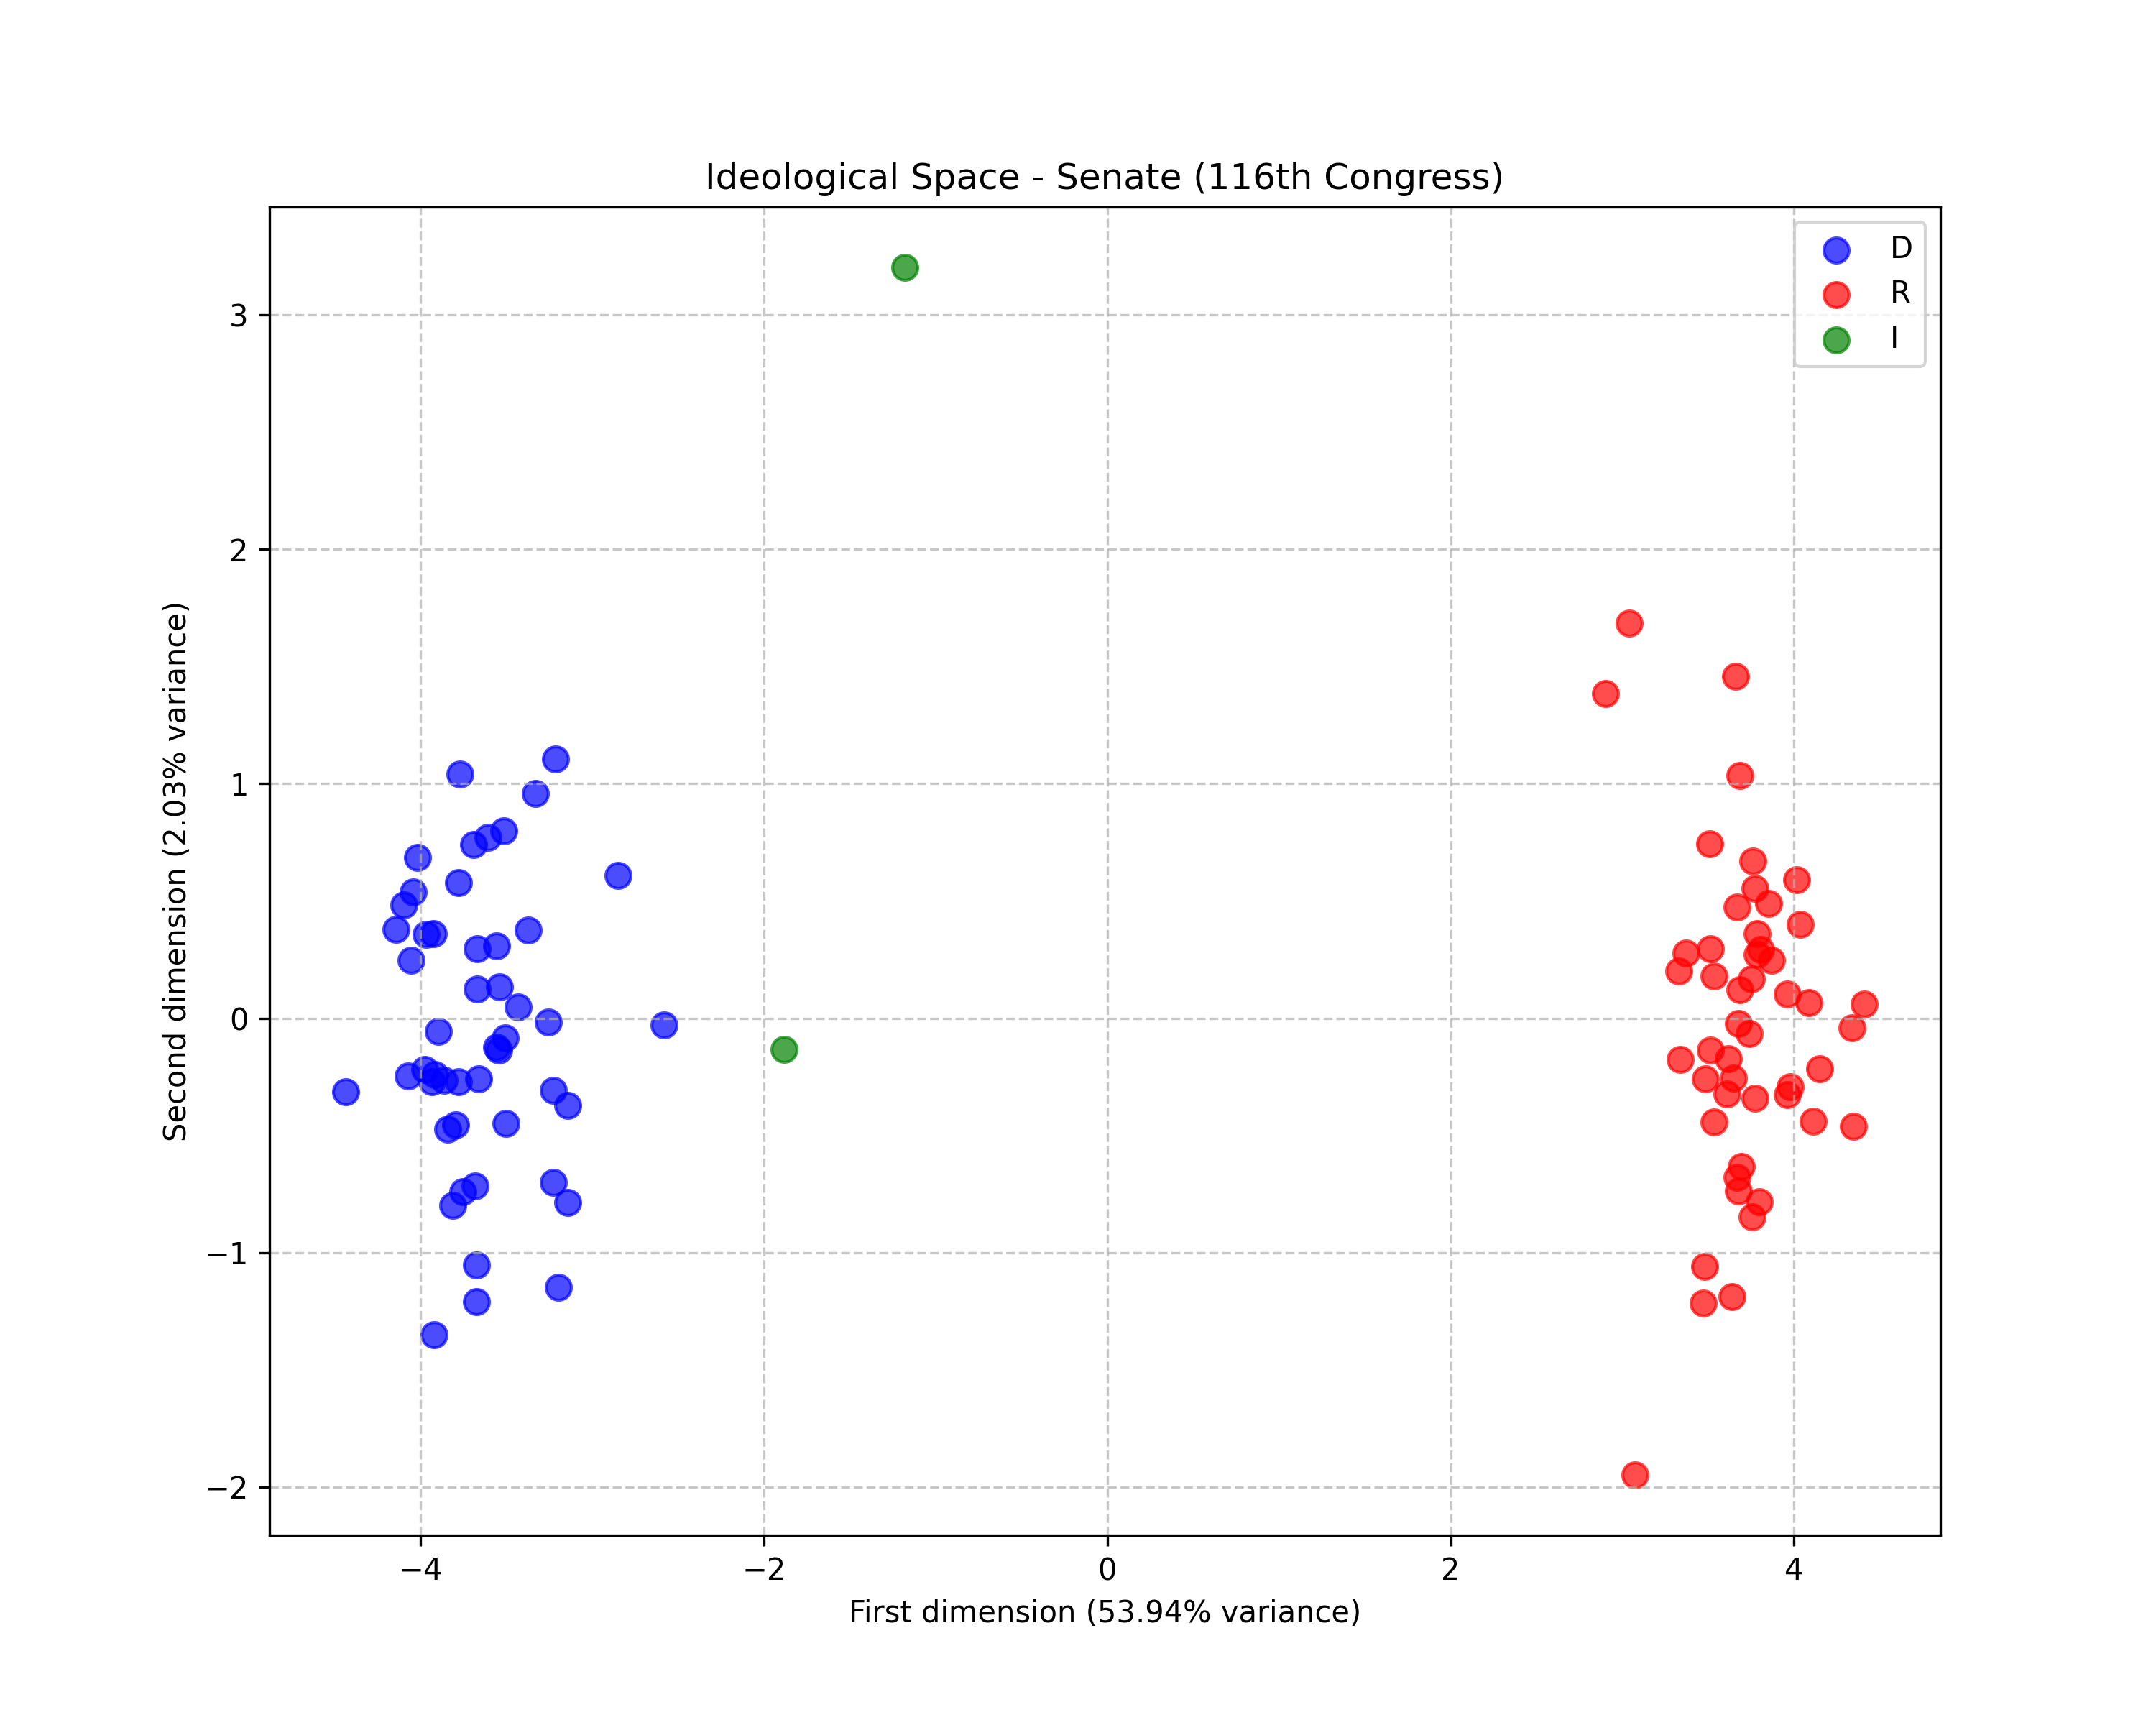 Ideological Space - Senate (116th Congress)
D
R
I
3
2
1
0
−1
−2
Second dimension (2.03% variance)
−4
−2
0
2
4
First dimension (53.94% variance)